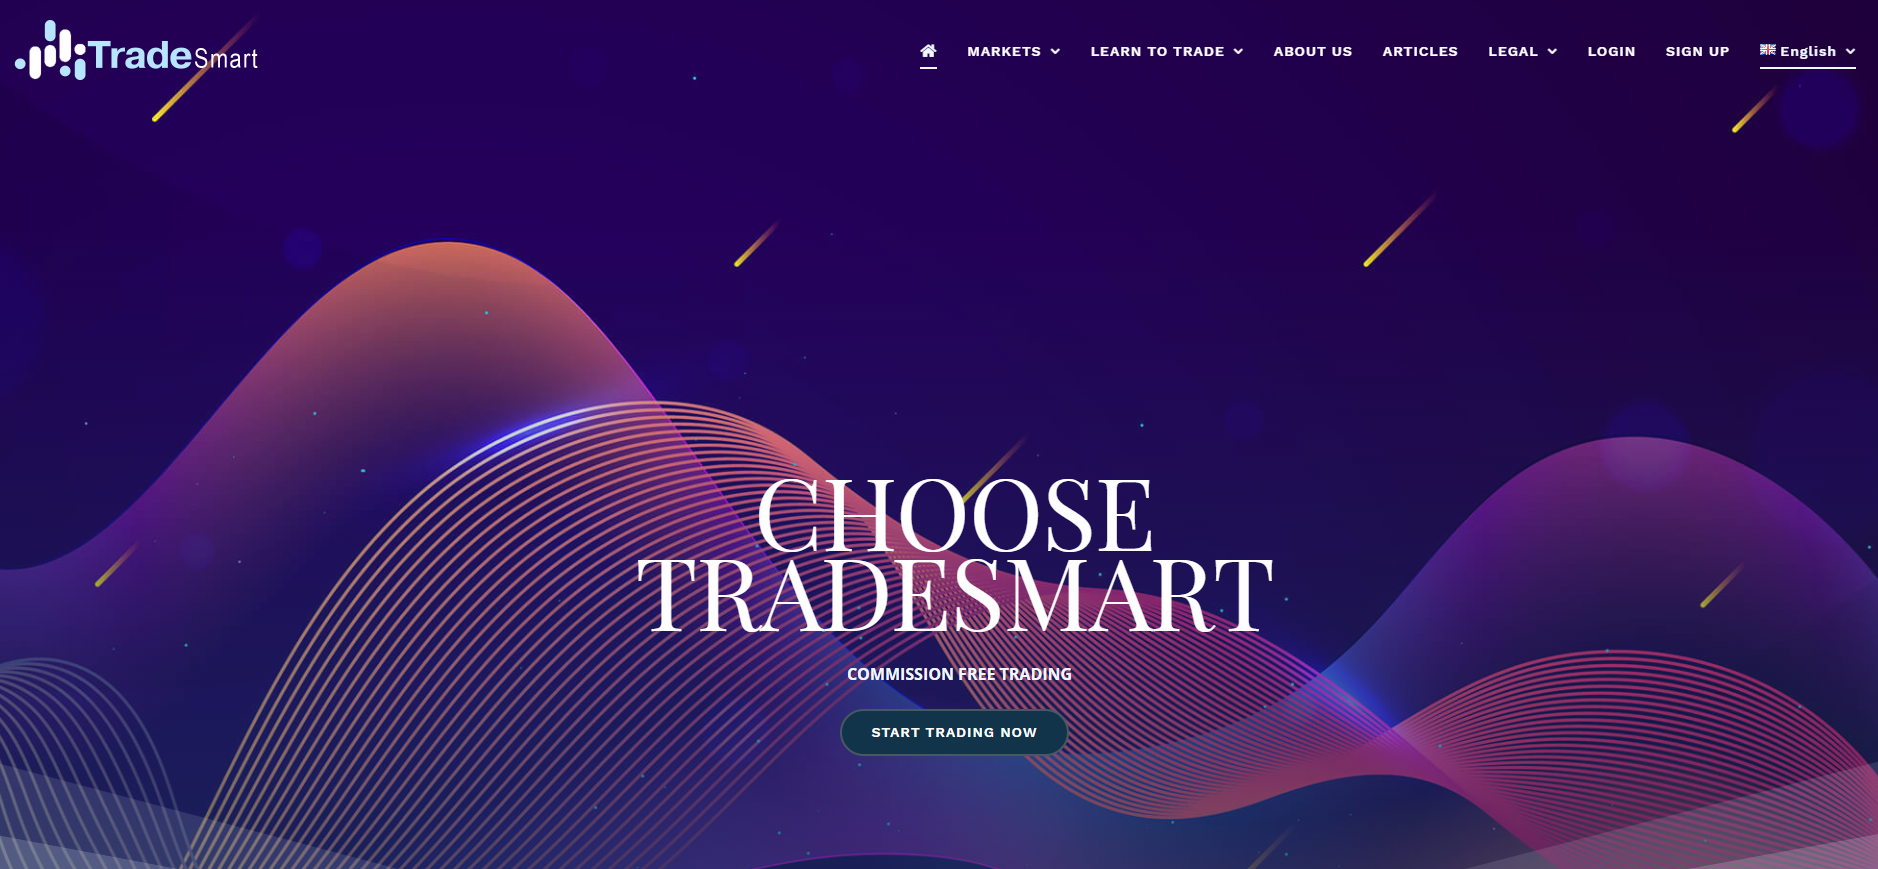 TradeSmart
MARKETS LEARN TO TRADE ABOUT US ARTICLES LEGAL LOGIN SIGN UP English
CHOOSE
TRADESMART
COMMISSION FREE TRADING
START TRADING NOW